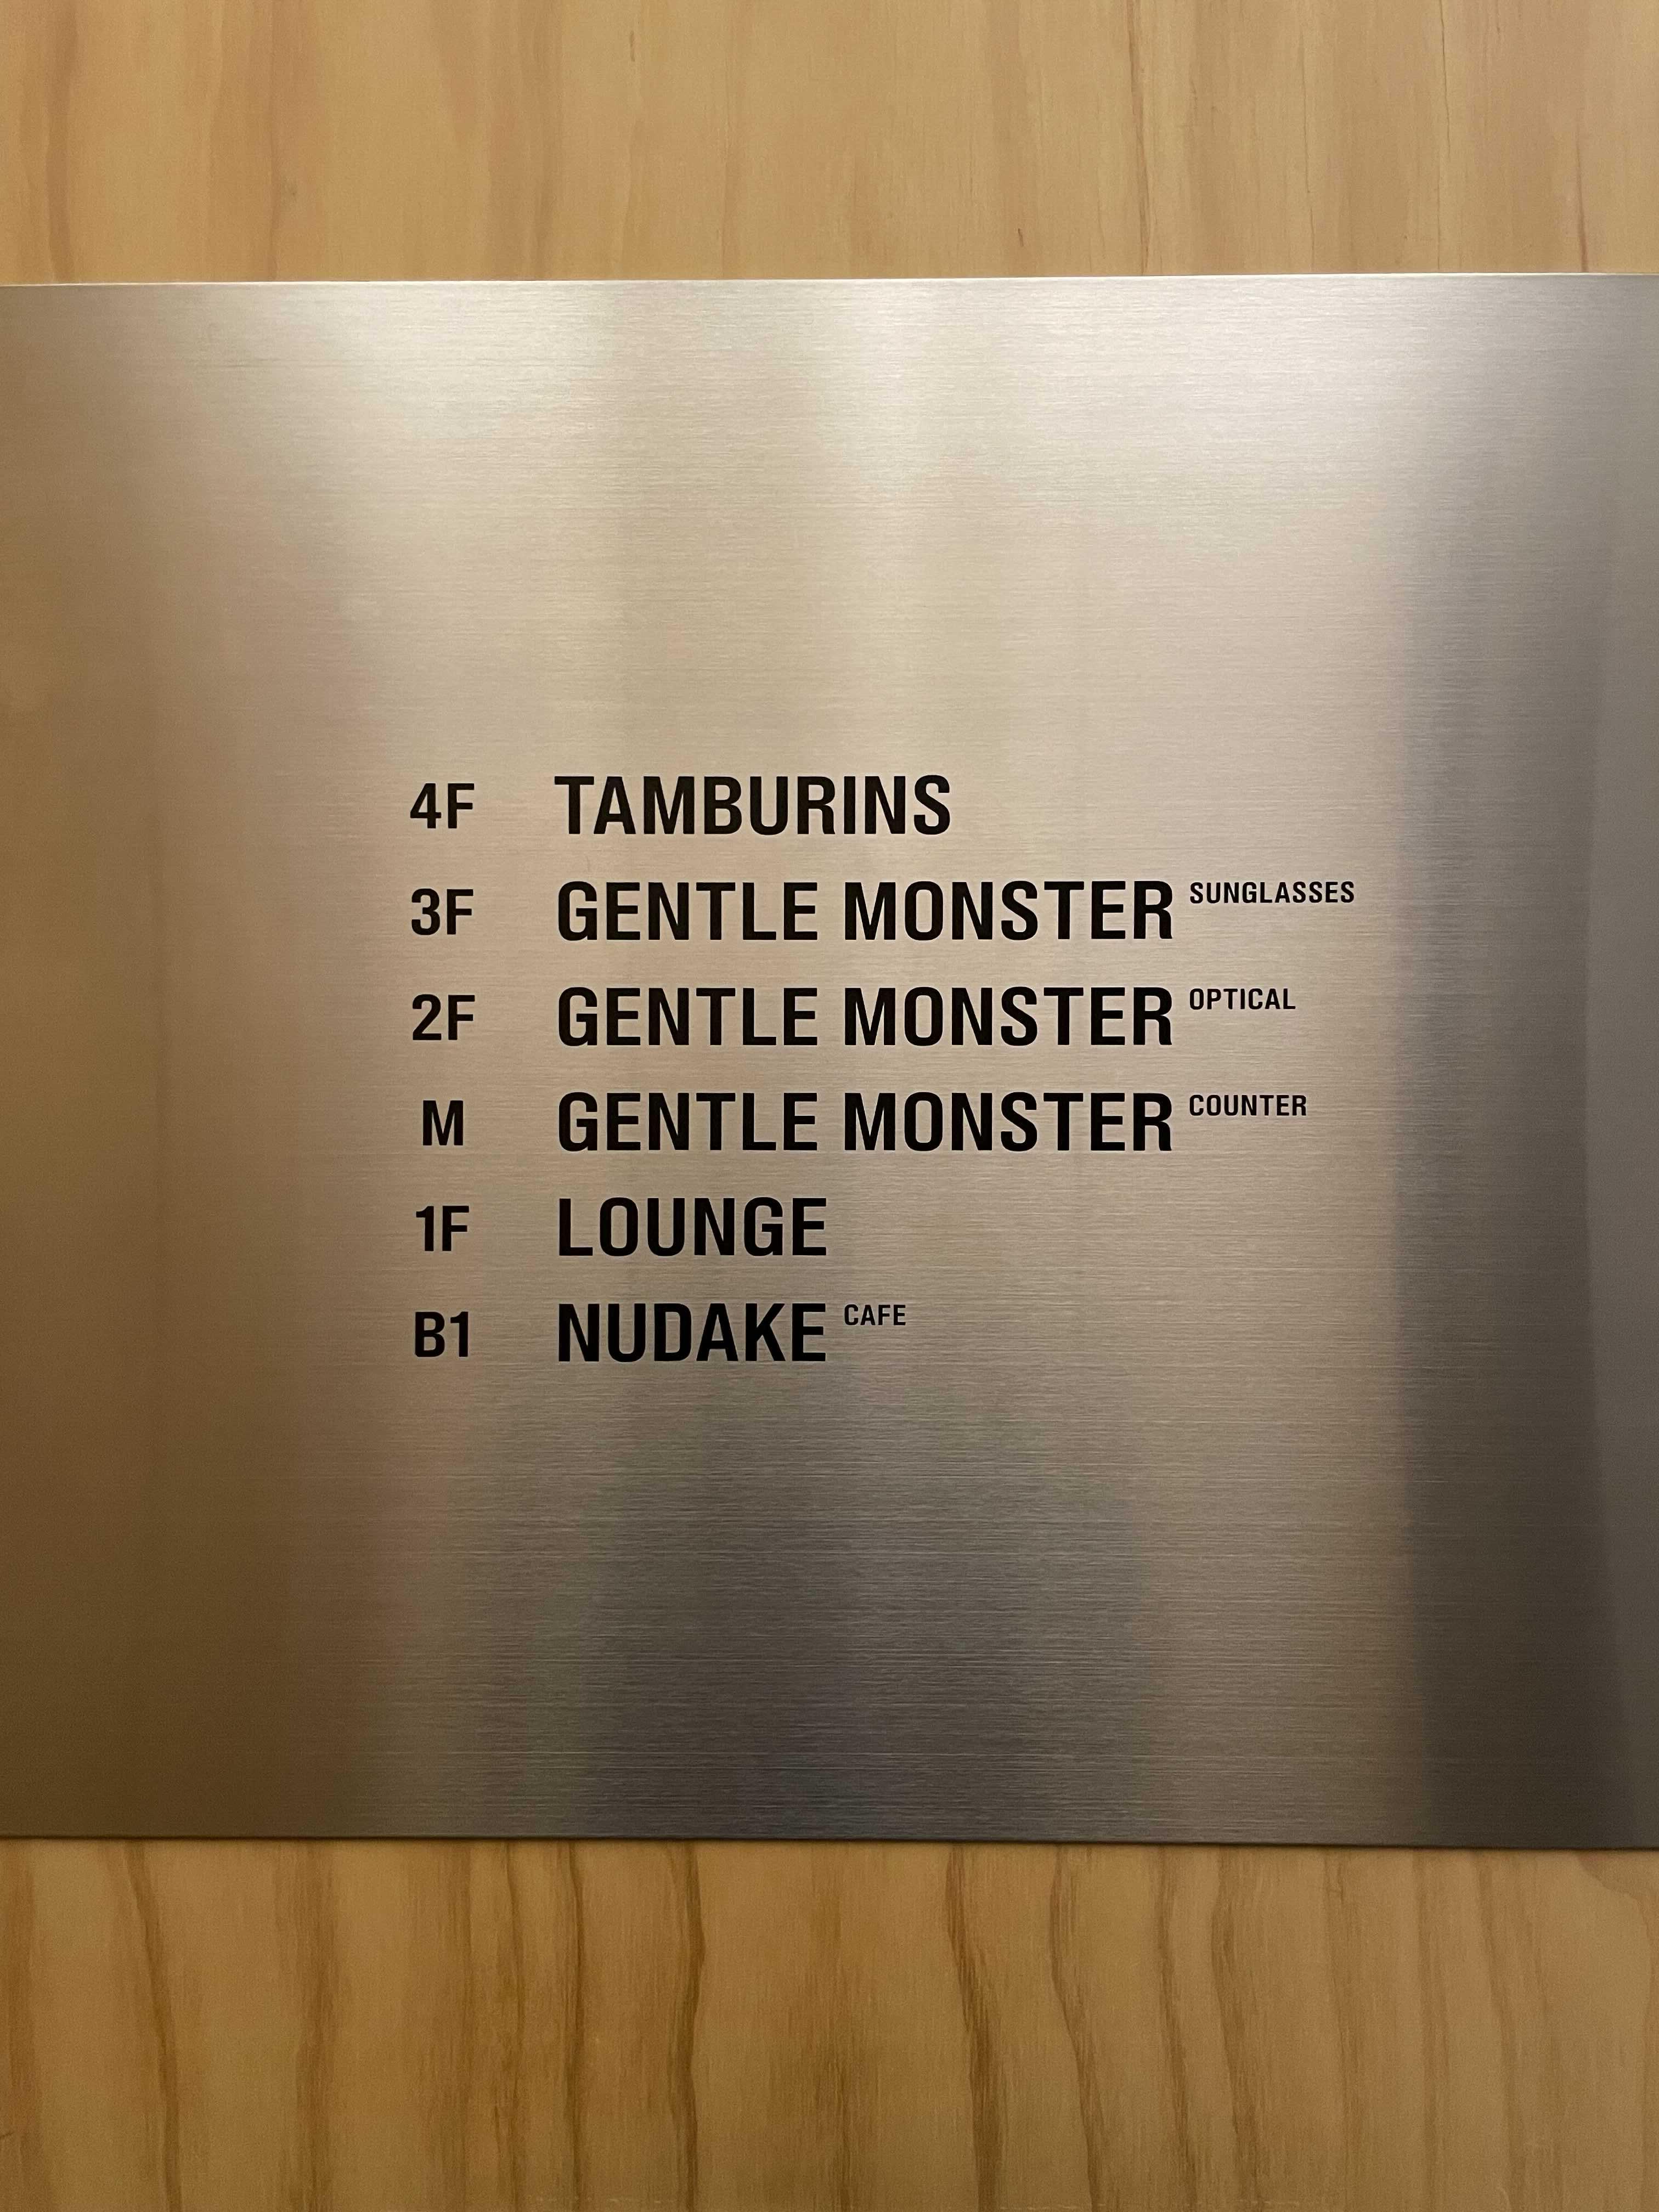 4F TAMBURINS
3F GENTLE MONSTER SUNGLASSES
2F GENTLE MONSTER OPTICAL
M GENTLE MONSTER COUNTER
1F LOUNGE
B1 NUDAKE CAFE